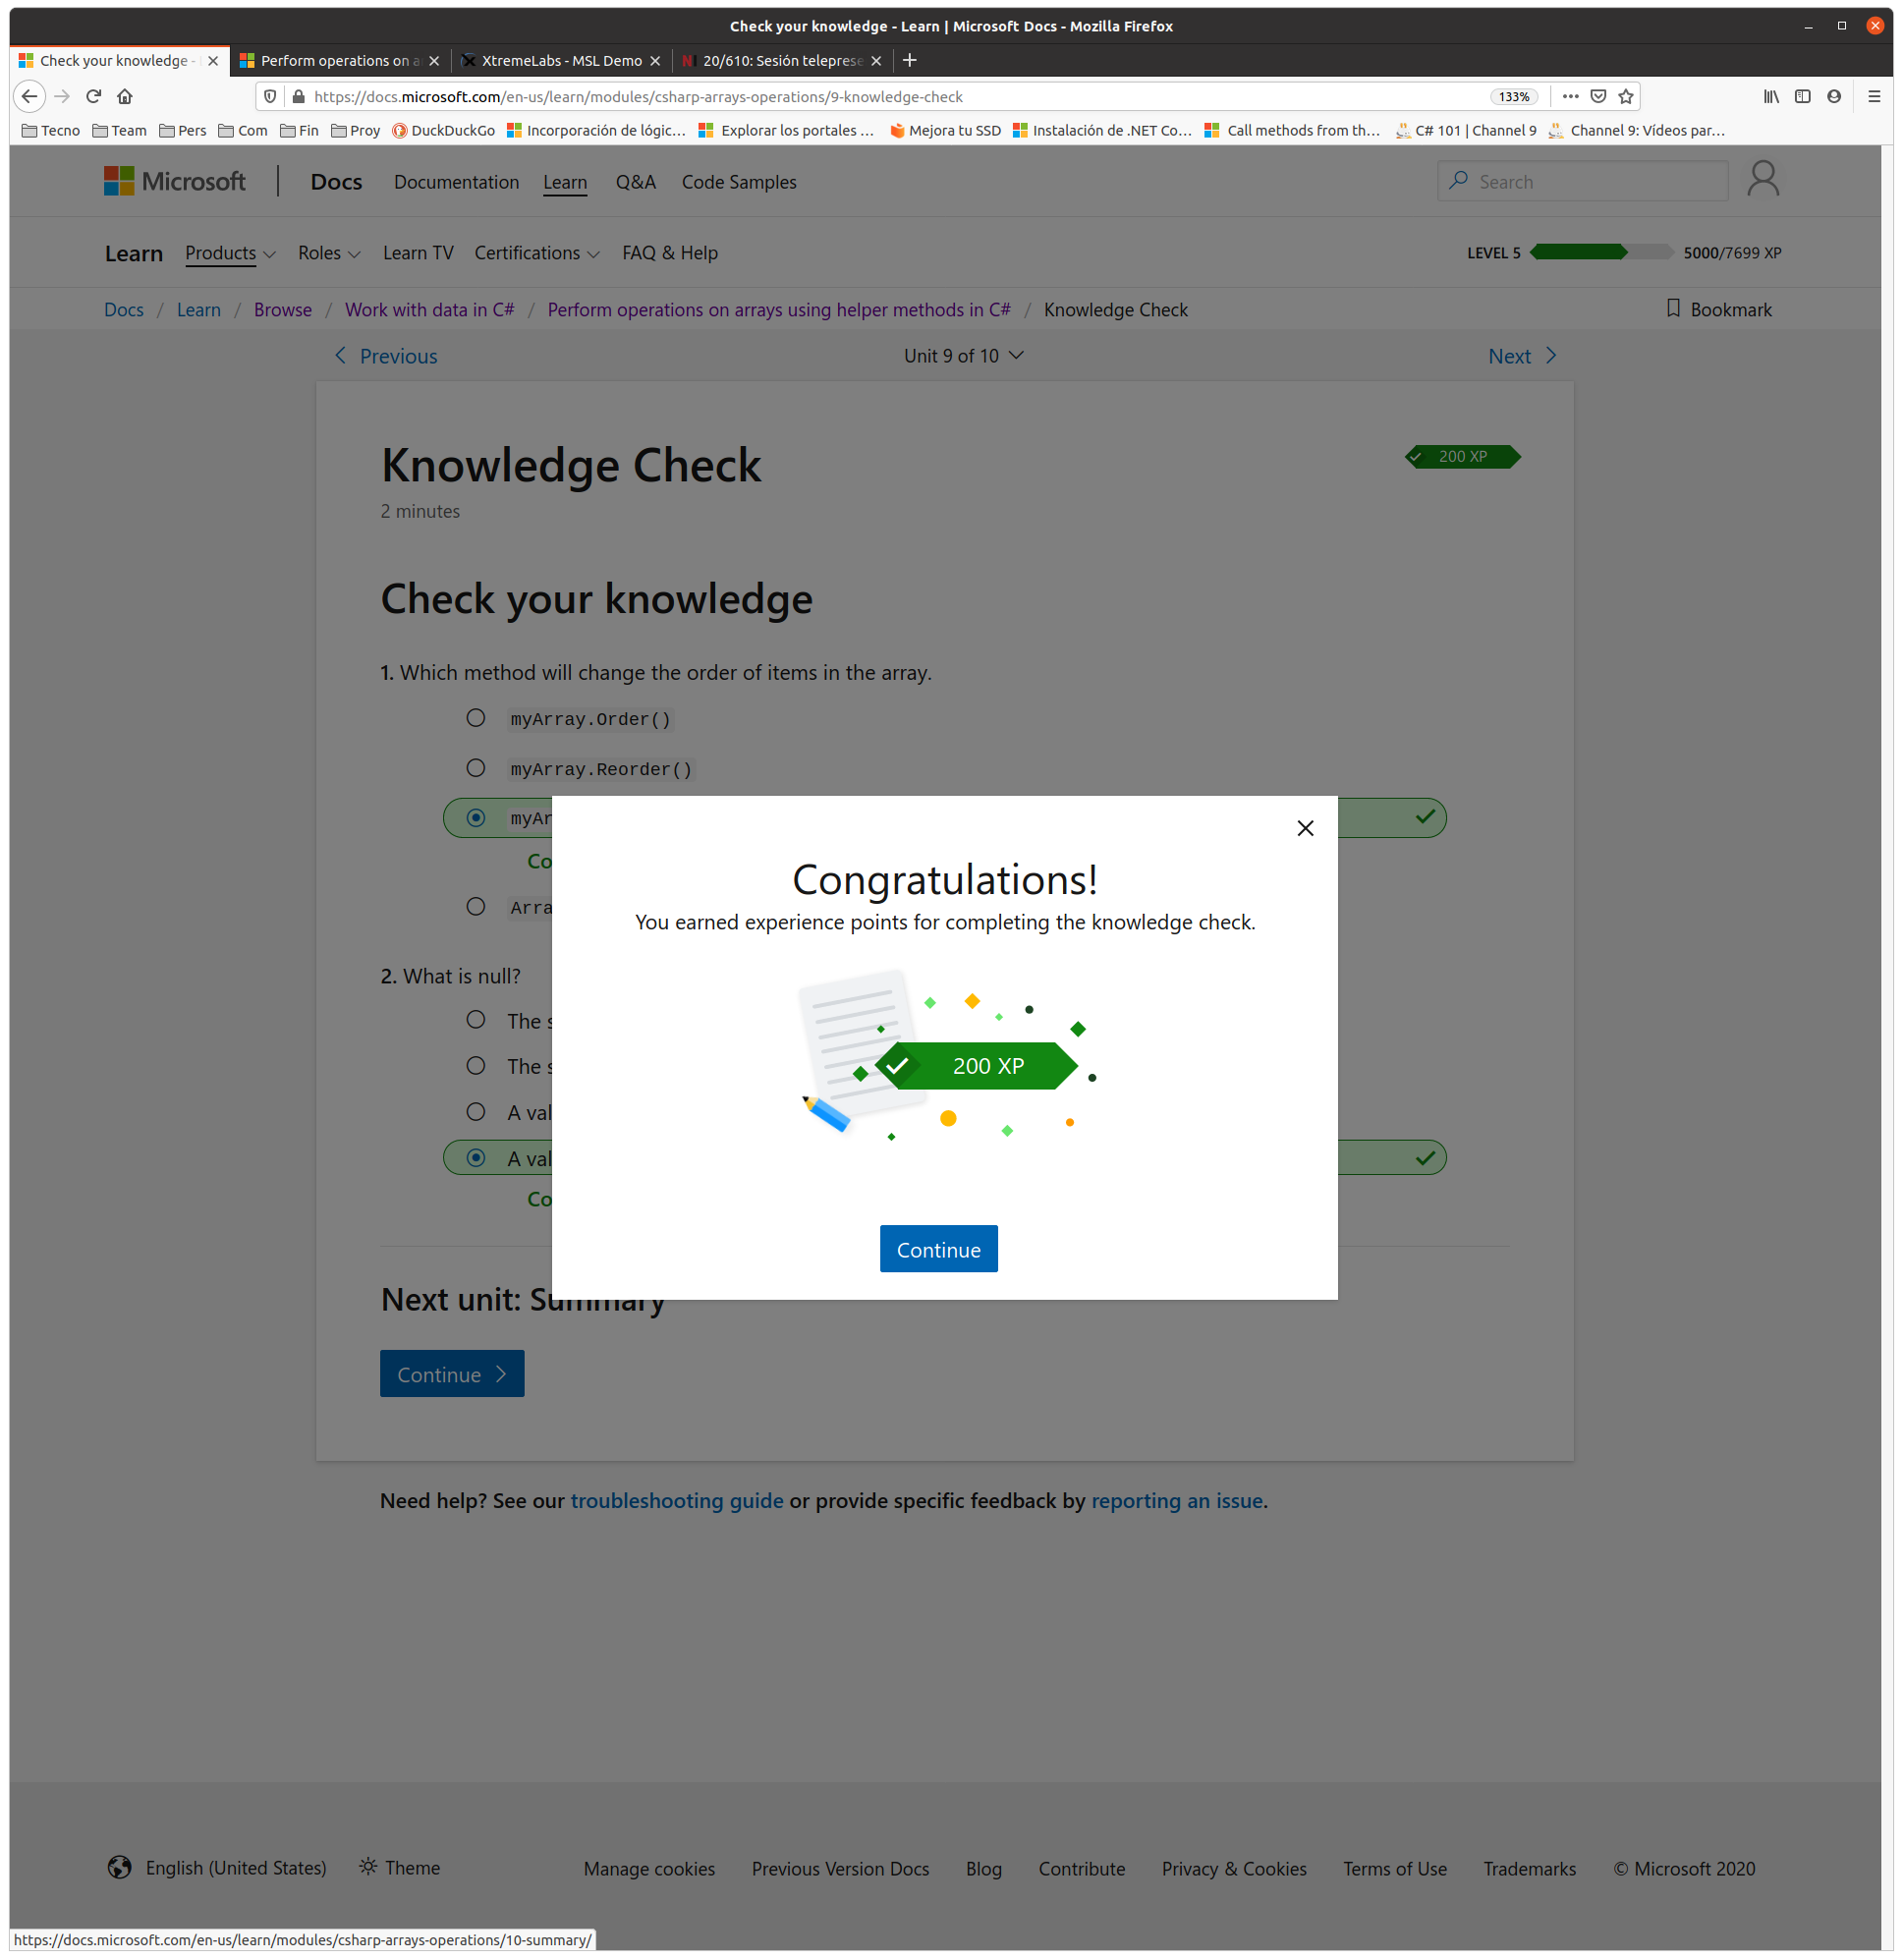 Check your knowledge - Learn | Microsoft Docs - Mozilla Firefox
Check your knowledge - L
Perform operations on a
XtremeLabs - MSL Demo
20/610: Sesión teleprese
https://docs.microsoft.com/en-us/learn/modules/csharp-arrays-operations/9-knowledge-check
133%
Tecno Team Pers Com Fin Proy DuckDuckGo Incorporación de lógic… Explorar los portales … Mejora tu SSD Instalación de .NET Co… Call methods from th… C# 101 | Channel 9 Channel 9: Vídeos par…
Microsoft Docs Documentation Learn Q&A Code Samples Search
Learn Products Roles Learn TV Certifications FAQ & Help LEVEL 5 5000/7699 XP
Docs / Learn / Browse / Work with data in C# / Perform operations on arrays using helper methods in C# / Knowledge Check Bookmark
Previous Unit 9 of 10 Next
Knowledge Check
200 XP
2 minutes
Check your knowledge
1. Which method will change the order of items in the array.
myArray.Order()
myArray.Reorder()
myAr
Co
Arra
Congratulations!
You earned experience points for completing the knowledge check.
200 XP
Continue
2. What is null?
The s
The s
A val
A val
Co
Next unit: Summary
Continue
Need help? See our troubleshooting guide or provide specific feedback by reporting an issue.
English (United States) Theme Manage cookies Previous Version Docs Blog Contribute Privacy & Cookies Terms of Use Trademarks © Microsoft 2020
https://docs.microsoft.com/en-us/learn/modules/csharp-arrays-operations/10-summary/